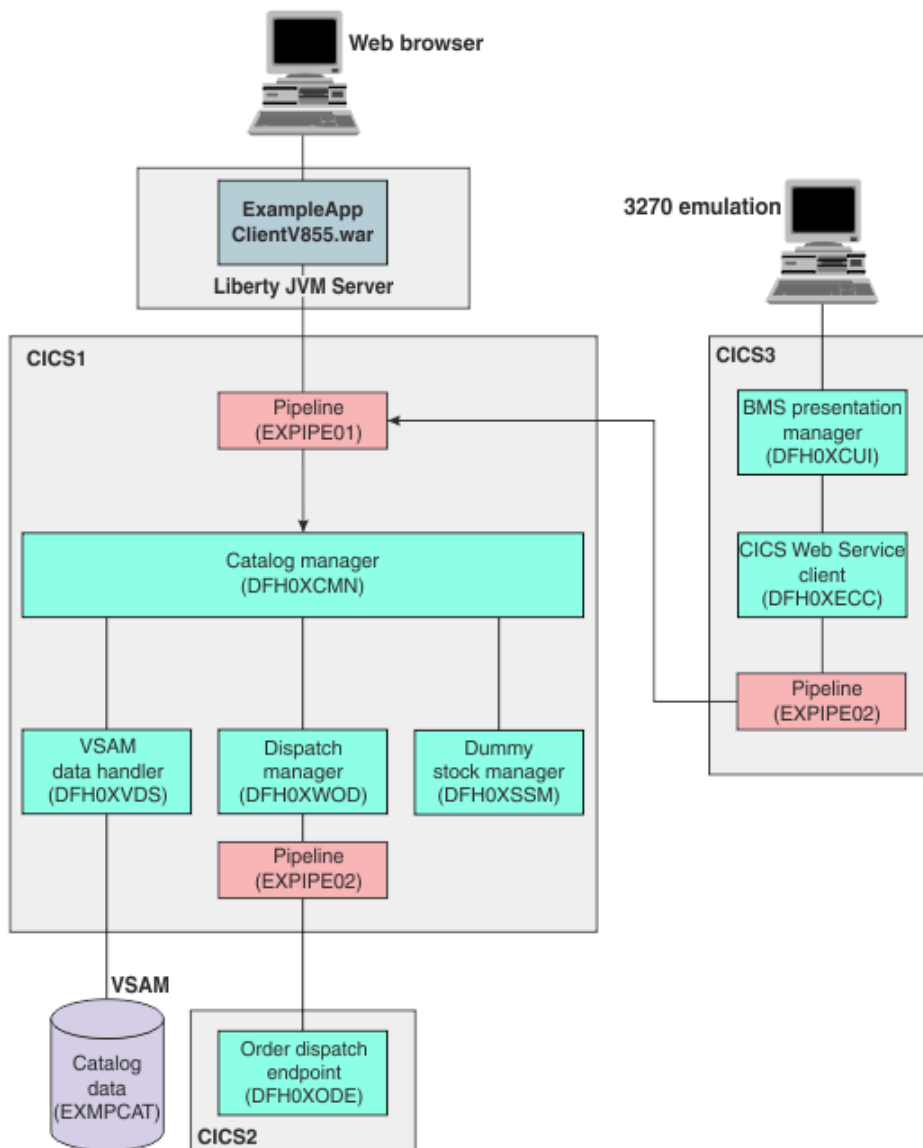 Web browser
ExampleApp
ClientV855.war
Liberty JVM Server
3270 emulation
CICS1
Pipeline
(EXPIPE01)
Catalog manager
(DFH0XCMN)
VSAM
data handler
(DFH0XVDS)
Dispatch
manager
(DFH0XWOD)
Dummy
stock manager
(DFH0XSSM)
Pipeline
(EXPIPE02)
CICS3
BMS presentation
manager
(DFH0XCUI)
CICS Web Service
client
(DFH0XECC)
Pipeline
(EXPIPE02)
VSAM
Catalog
data
(EXMPCAT)
Order dispatch
endpoint
(DFH0XODE)
CICS2